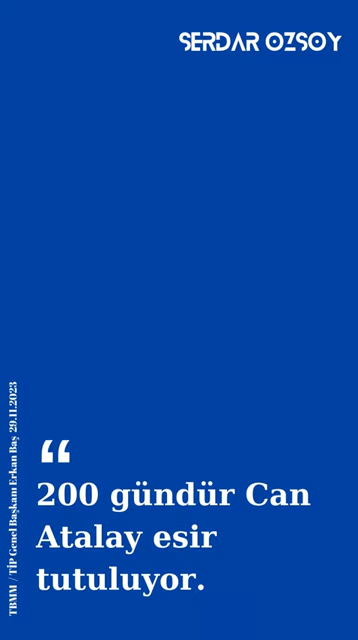 SERDAR OZSOY
“
200 gündür Can
Atalay esir
tutuluyor.
TBMM / TİP Genel Başkanı Erkan Baş 29.11.2023